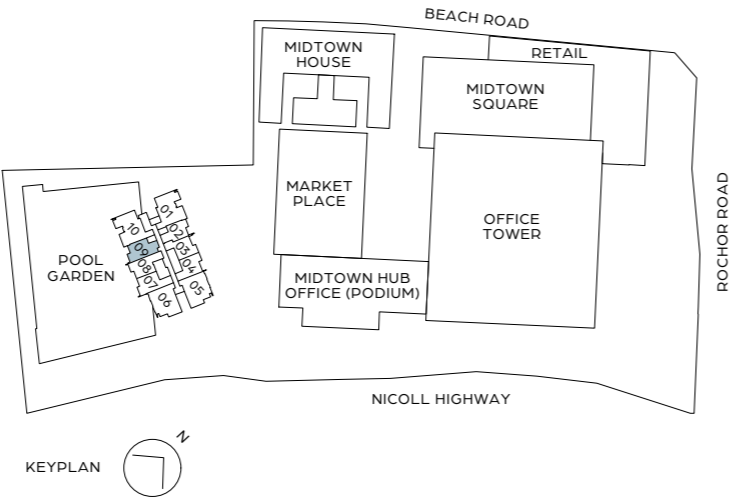 BEACH ROAD
MIDTOWN
HOUSE
RETAIL
MIDTOWN
SQUARE
MARKET
PLACE
OFFICE
TOWER
ROCHOR ROAD
01
10
02
09
03
08
04
07
05
06
POOL
GARDEN
MIDTOWN HUB
OFFICE (PODIUM)
NICOLL HIGHWAY
N
KEYPLAN